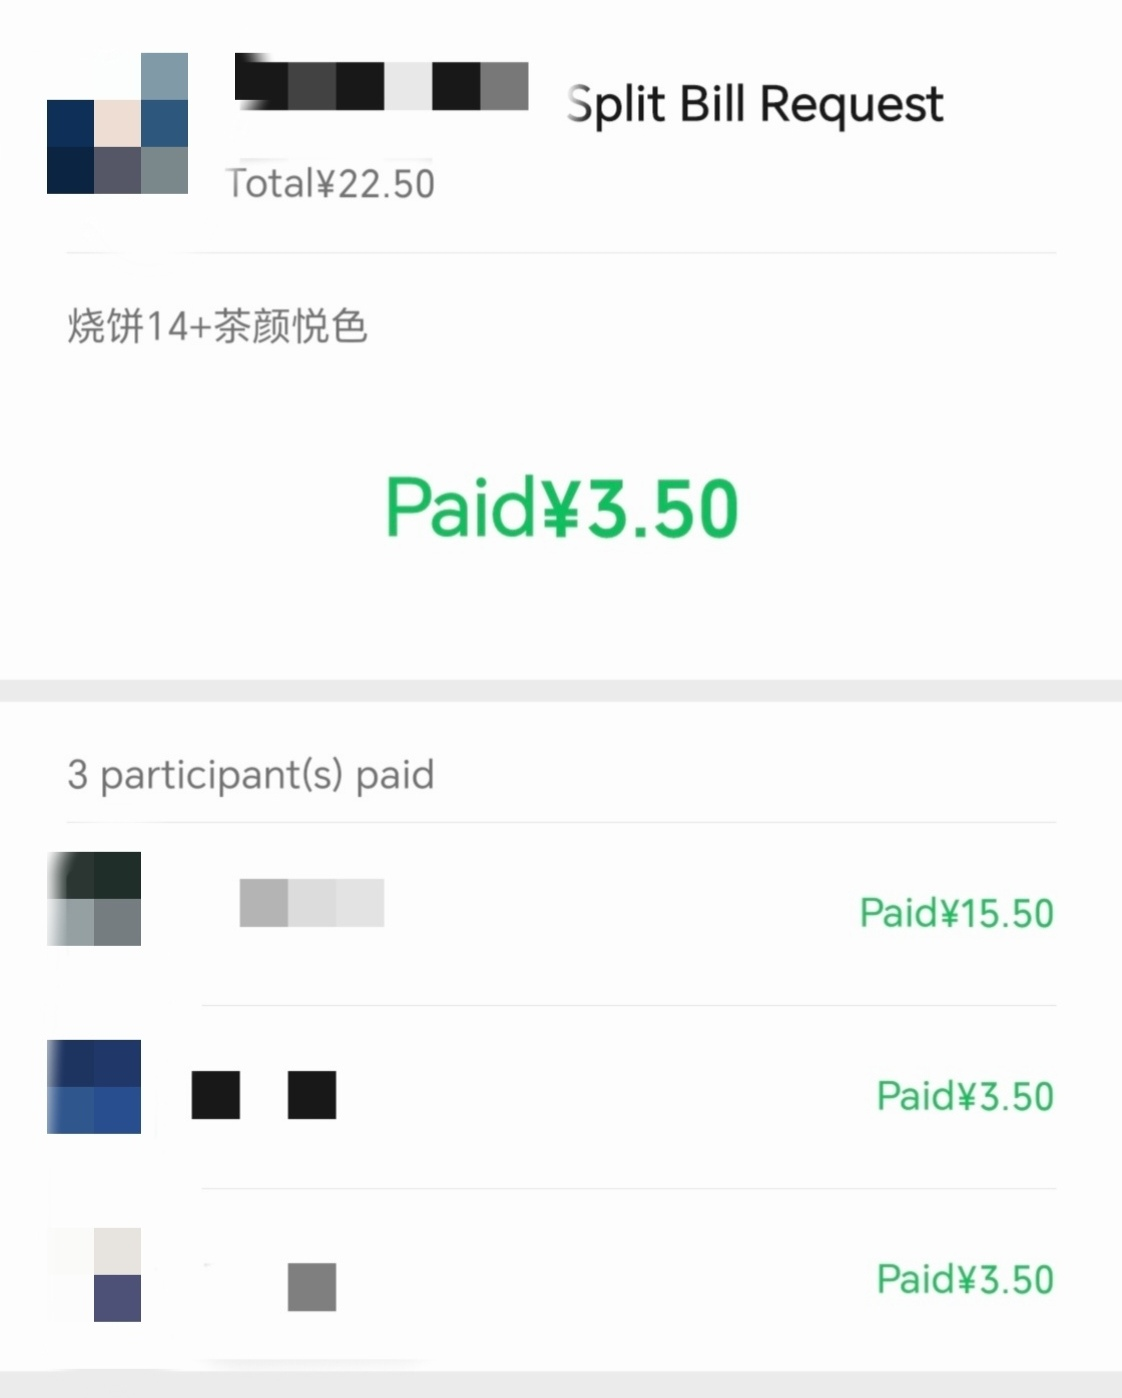 Split Bill Request
Total¥22.50
烧饼14+茶颜悦色
Paid¥3.50
3 participant(s) paid
Paid¥15.50
Paid¥3.50
Paid¥3.50